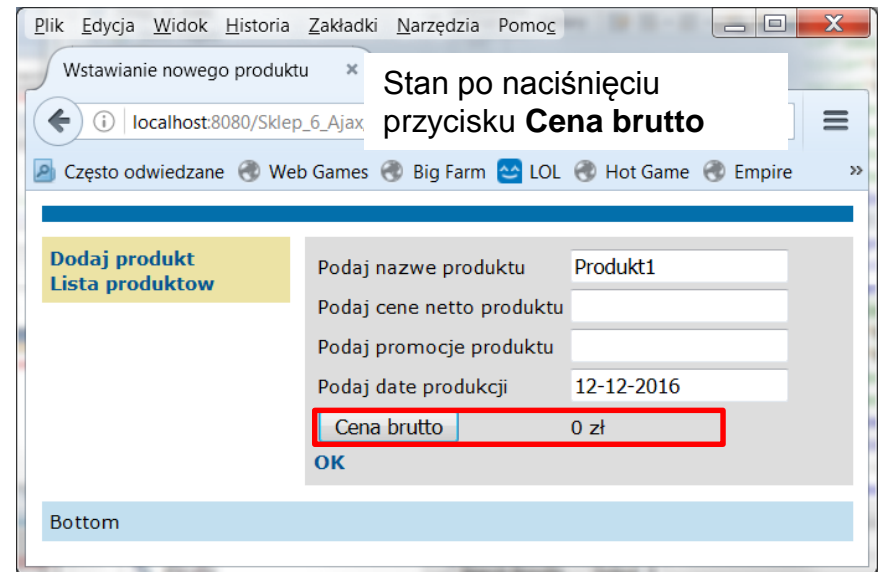 Plik Edycja Widok Historia Zakładki Narzędzia Pomoc
X
Wstawianie nowego produktu ×
Stan po naciśnięciu
przycisku Cena brutto
localhost:8080/Sklep_6_Ajax
Często odwiedzane Web Games Big Farm LOL Hot Game Empire »
Dodaj produkt
Lista produktow
Podaj nazwe produktu Produkt1
Podaj cene netto produktu
Podaj promocje produktu
Podaj date produkcji 12-12-2016
Cena brutto 0 zł
OK
Bottom